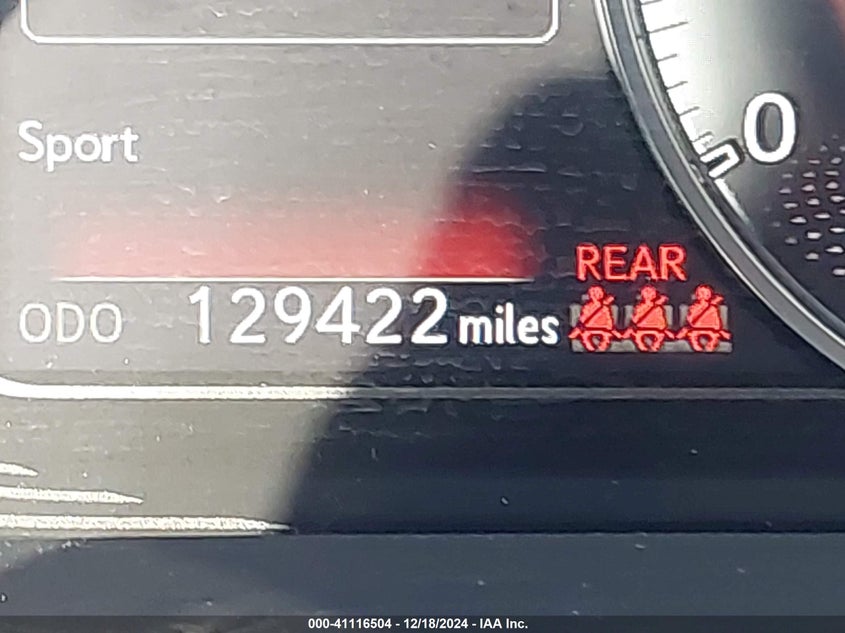 Sport
0
REAR
ODO 129422 miles
000-41116504 - 12/18/2024 - IAA Inc.